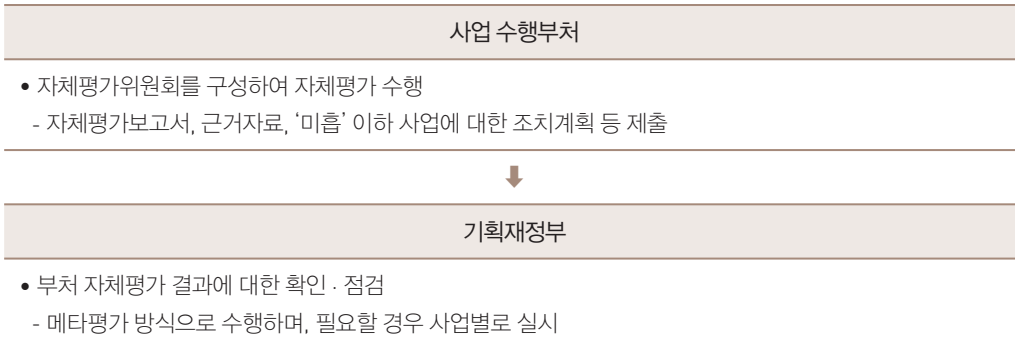 사업 수행부처
• 자체평가위원회를 구성하여 자체평가 수행
- 자체평가보고서, 근거자료, ‘미흡’ 이하 사업에 대한 조치계획 등 제출
기획재정부
• 부처 자체평가 결과에 대한 확인 · 점검
- 메타평가 방식으로 수행하며, 필요할 경우 사업별로 실시